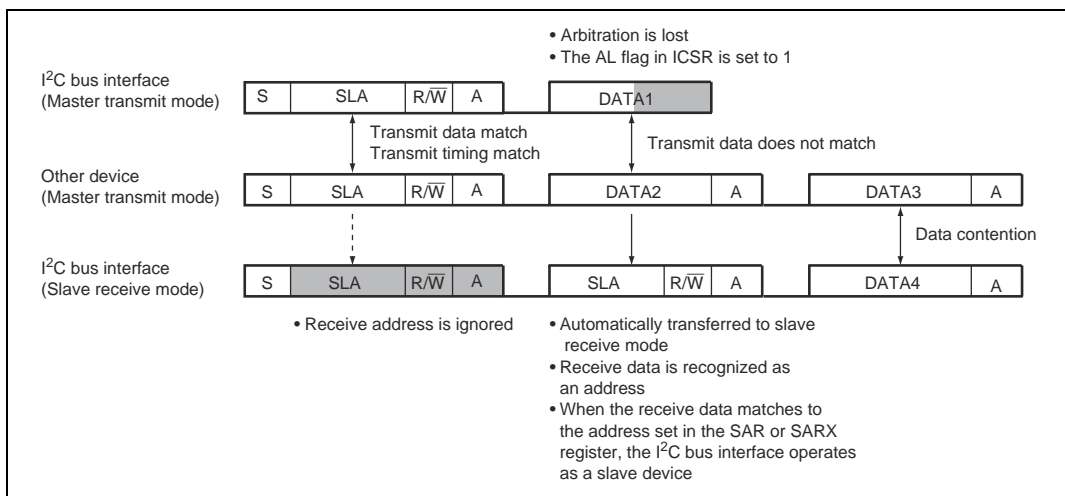 • Arbitration is lost
• The AL flag in ICSR is set to 1
I²C bus interface
(Master transmit mode)
S SLA R/W̅ A DATA1
Transmit data match
Transmit timing match
Transmit data does not match
Other device
(Master transmit mode)
S SLA R/W̅ A DATA2 A DATA3 A
Data contention
I²C bus interface
(Slave receive mode)
S SLA R/W̅ A SLA R/W̅ A DATA4 A
• Receive address is ignored
• Automatically transferred to slave
receive mode
• Receive data is recognized as
an address
• When the receive data matches to
the address set in the SAR or SARX
register, the I²C bus interface operates
as a slave device